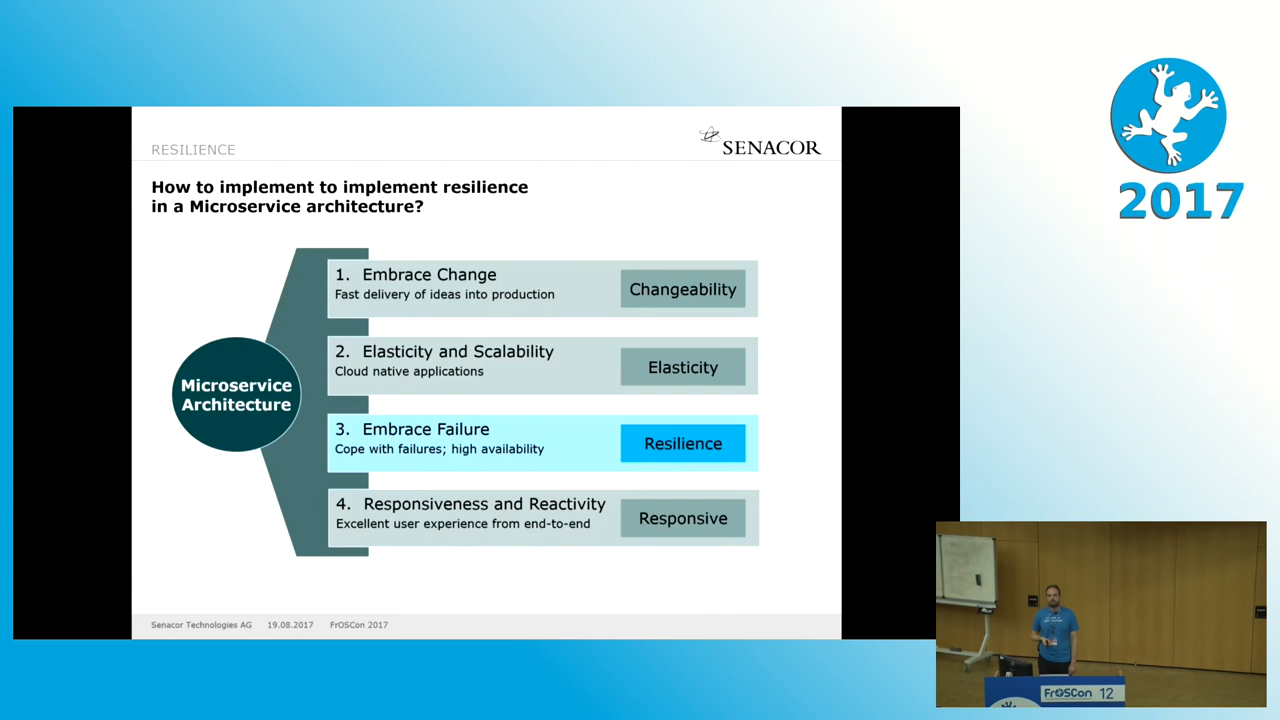 RESILIENCE
SENACOR
How to implement to implement resilience
in a Microservice architecture?
Microservice
Architecture
1. Embrace Change
Fast delivery of ideas into production
Changeability
2. Elasticity and Scalability
Cloud native applications
Elasticity
3. Embrace Failure
Cope with failures; high availability
Resilience
4. Responsiveness and Reactivity
Excellent user experience from end-to-end
Responsive
Senacor Technologies AG 19.08.2017 FrOSCon 2017
2017
FrOSCon 12